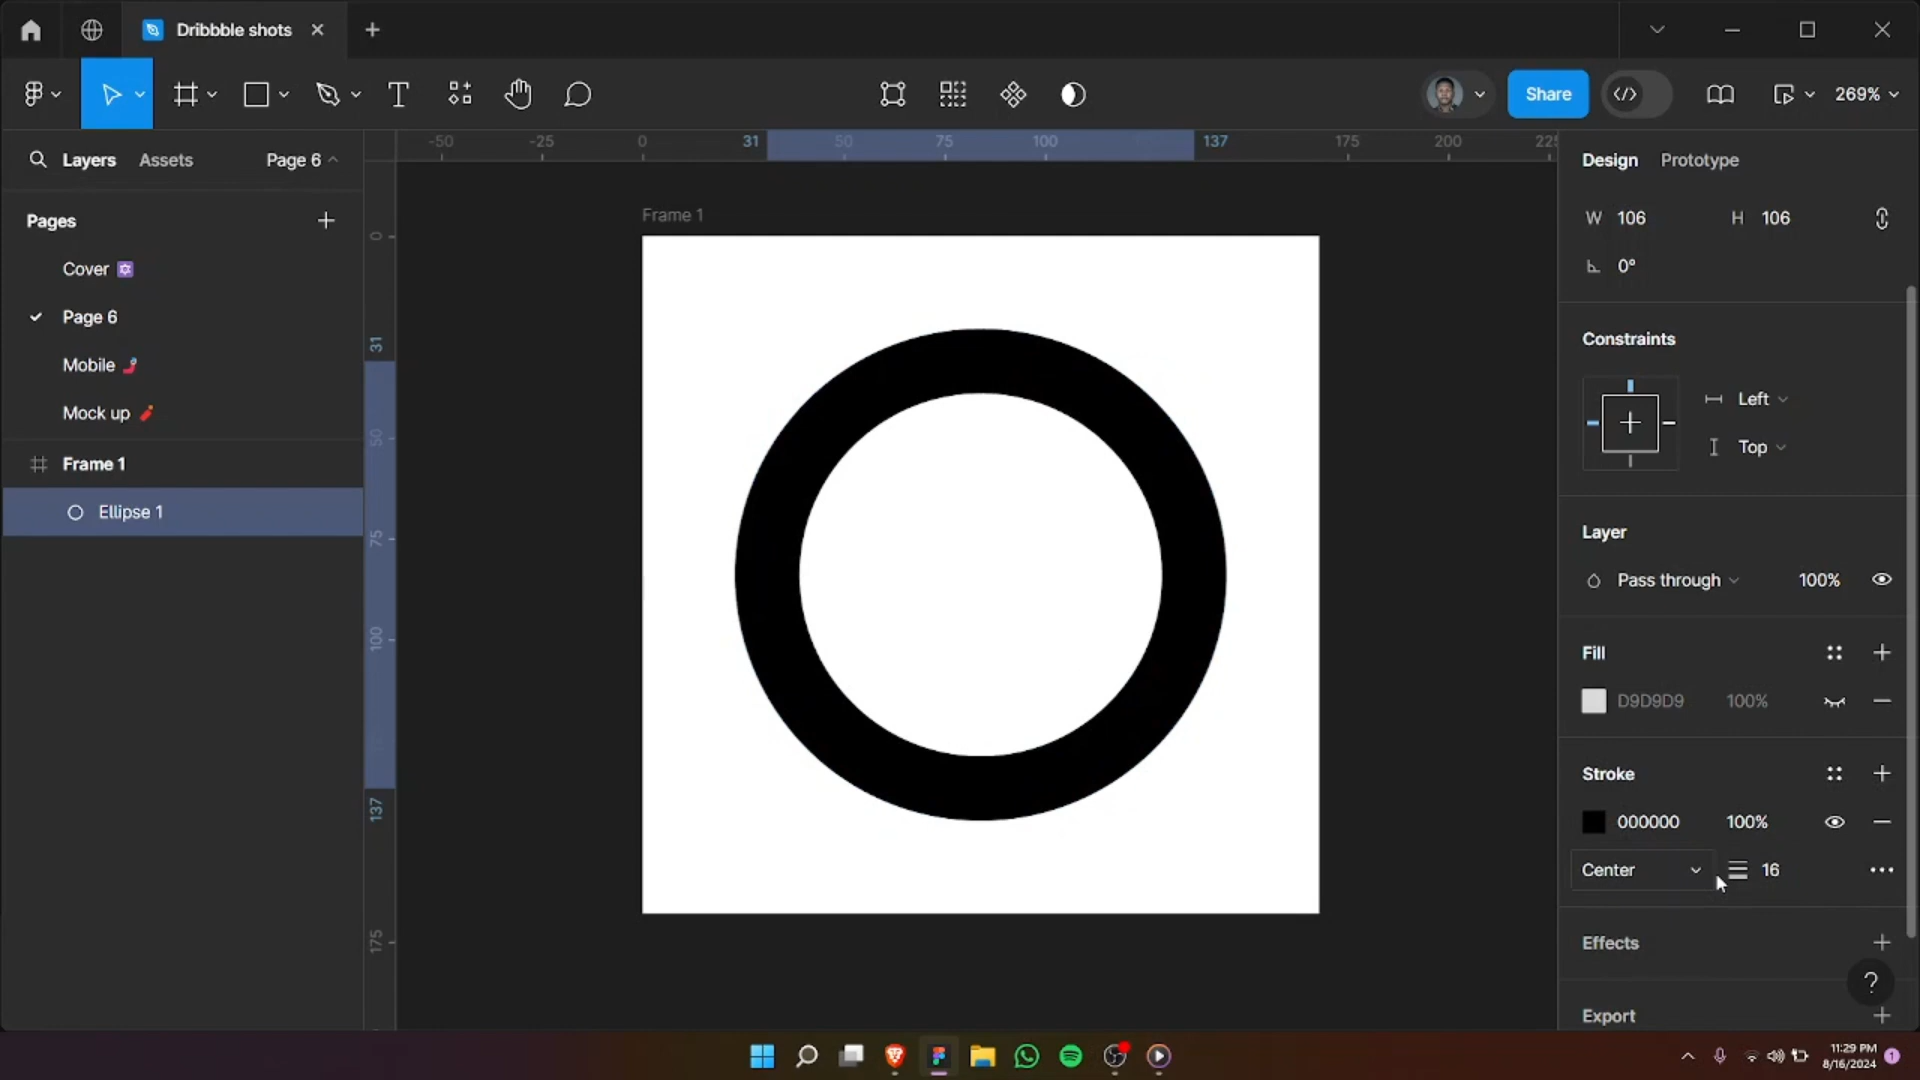 Dribbble shots
Share
269%
Layers
Assets
Page 6
-50
-25
0
31
50
75
100
137
175
200
Design
Prototype
Pages
Cover
Page 6
Mobile
Mock up
Frame 1
Ellipse 1
0
31
50
75
100
137
175
Frame 1
W 106
H 106
0°
Constraints
Left
Top
Layer
Pass through
100%
Fill
D9D9D9
100%
Stroke
000000
100%
Center
16
Effects
?
Export
11:29 PM
8/16/2024
1